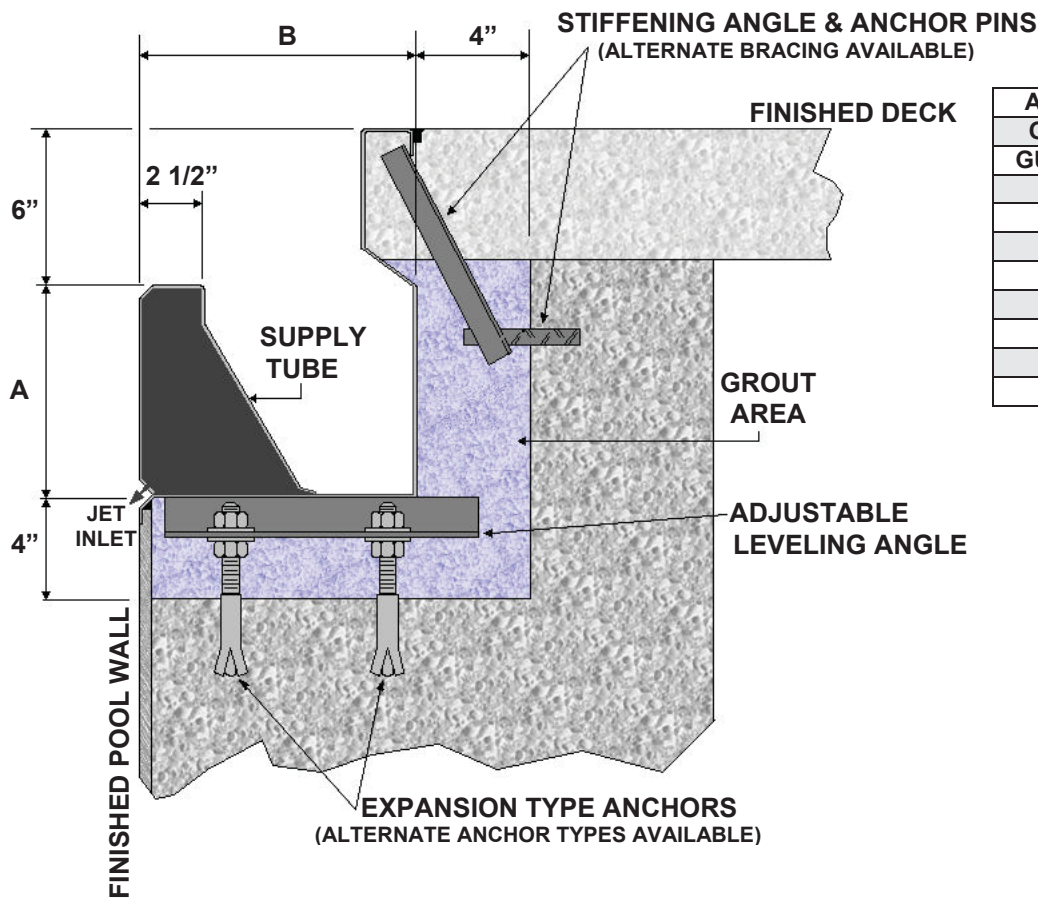 STIFFENING ANGLE & ANCHOR PINS
(ALTERNATE BRACING AVAILABLE)
B
4”
FINISHED DECK
2 1/2”
6”
SUPPLY
TUBE
A
GROUT
AREA
JET
INLET
4”
ADJUSTABLE
LEVELING ANGLE
FINISHED POOL WALL
EXPANSION TYPE ANCHORS
(ALTERNATE ANCHOR TYPES AVAILABLE)